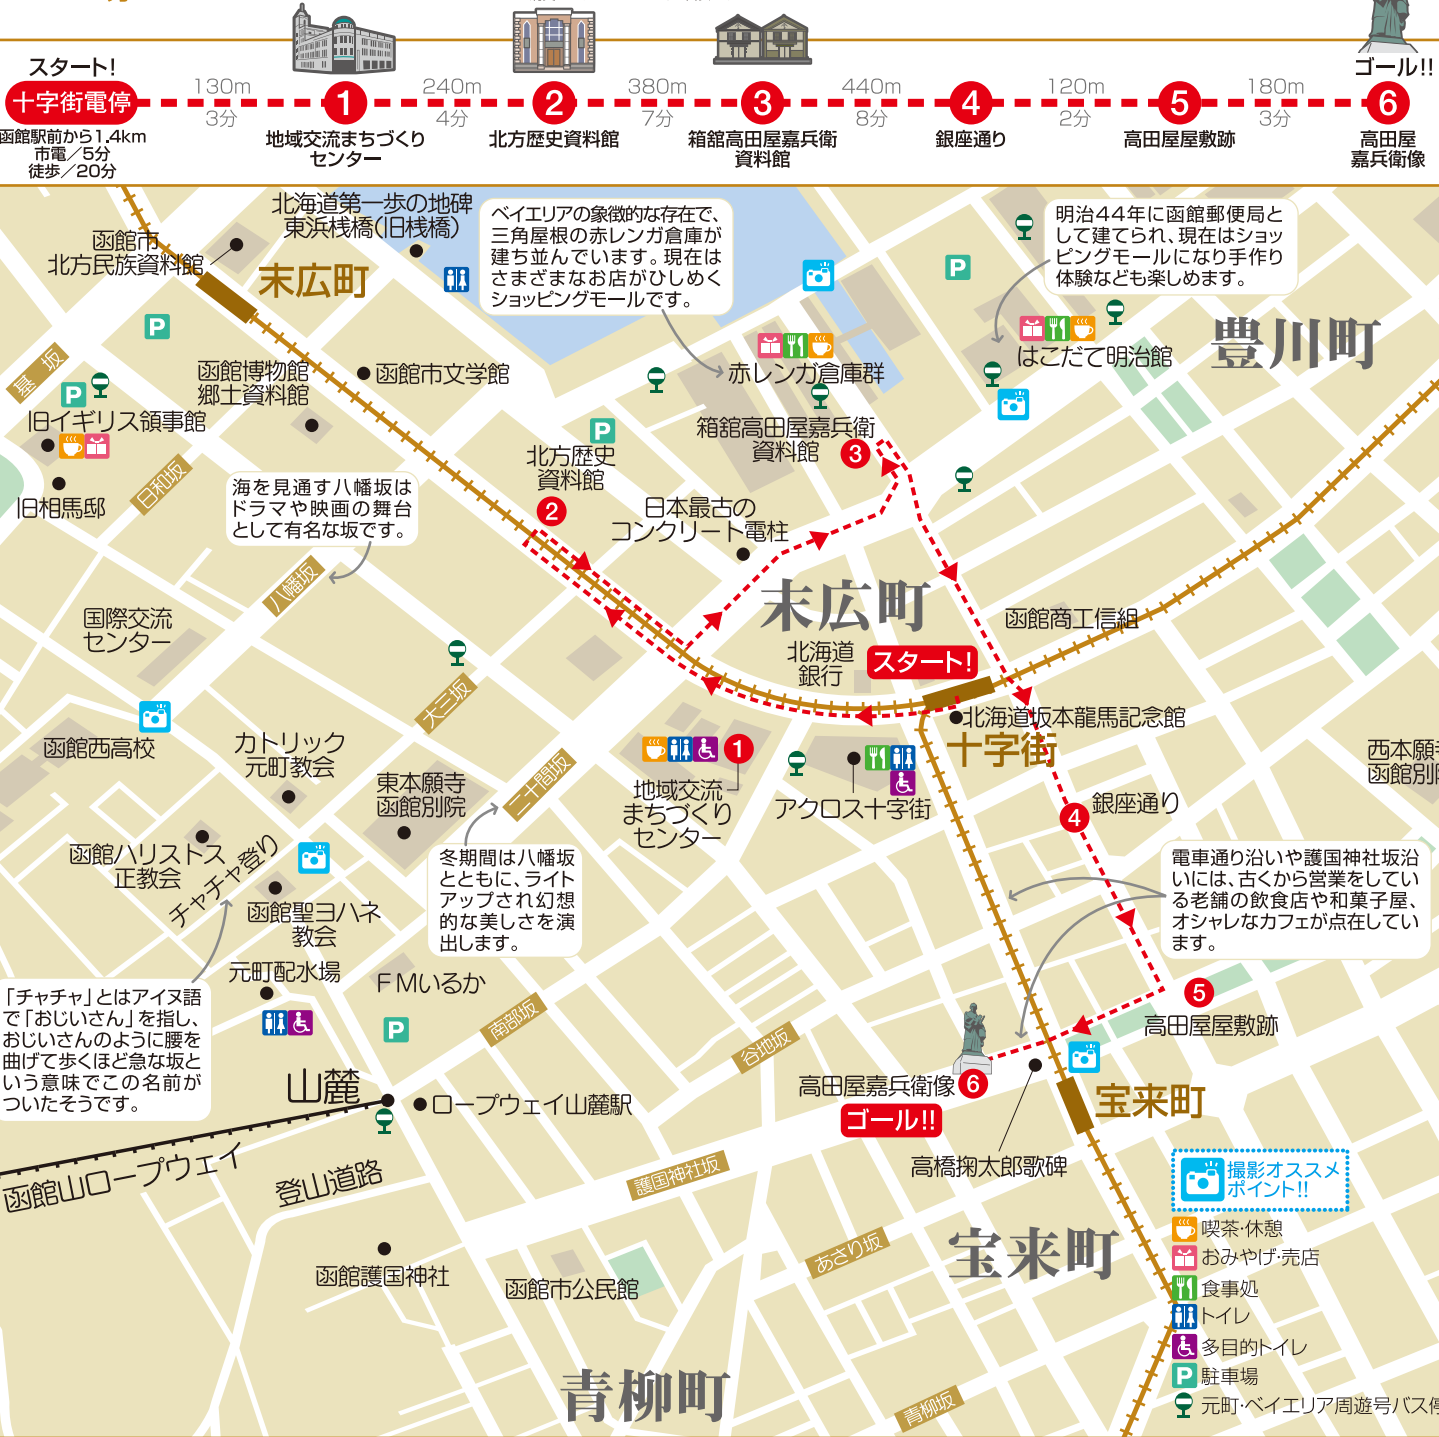 スタート!
十字街電停
函館駅前から1.4km
市電／5分
徒歩／20分
130m
3分
1
地域交流まちづくり
センター
240m
4分
2
北方歴史資料館
380m
7分
3
箱舘高田屋嘉兵衛
資料館
440m
8分
4
銀座通り
120m
2分
5
高田屋屋敷跡
180m
3分
ゴール!!
6
高田屋
嘉兵衛像
函館市
北方民族資料館
北海道第一歩の地碑
東浜桟橋(旧桟橋)
末広町
ベイエリアの象徴的な存在で、
三角屋根の赤レンガ倉庫が
建ち並んでいます。現在は
さまざまなお店がひしめく
ショッピングモールです。
明治44年に函館郵便局と
して建てられ、現在はショッ
ピングモールになり手作り
体験なども楽しめます。
P
P
豊川町
はこだて明治館
赤レンガ倉庫群
基坂
P
旧イギリス領事館
函館博物館
郷土資料館
函館市文学館
旧相馬邸
日和坂
海を見通す八幡坂は
ドラマや映画の舞台
として有名な坂です。
P
北方歴史
資料館
2
箱舘高田屋嘉兵衛
資料館
3
日本最古の
コンクリート電柱
八幡坂
末広町
函館商工信組
国際交流
センター
北海道
銀行
スタート!
大三坂
北海道坂本龍馬記念館
十字街
函館西高校
カトリック
元町教会
東本願寺
函館別院
二十間坂
1
地域交流
まちづくり
センター
アクロス十字街
4
銀座通り
西本願寺
函館別院
函館ハリストス
正教会
チャチャ登り
函館聖ヨハネ
教会
冬期間は八幡坂
とともに、ライト
アップされ幻想
的な美しさを演
出します。
電車通り沿いや護国神社坂沿
いには、古くから営業をしてい
る老舗の飲食店や和菓子屋、
オシャレなカフェが点在してい
ます。
元町配水場
FMいるか
P
「チャチャ」とはアイヌ語
で「おじいさん」を指し、
おじいさんのように腰を
曲げて歩くほど急な坂と
いう意味でこの名前が
ついたそうです。
南部坂
谷地坂
5
高田屋屋敷跡
高田屋嘉兵衛像
6
ゴール!!
宝来町
山麓
ロープウェイ山麓駅
函館山ロープウェイ
登山道路
護国神社坂
高橋掬太郎歌碑
函館護国神社
函館市公民館
あさり坂
宝来町
青柳町
青柳坂
撮影オススメ
ポイント!!
喫茶・休憩
おみやげ・売店
食事処
トイレ
多目的トイレ
P
駐車場
元町・ベイエリア周遊号バス停